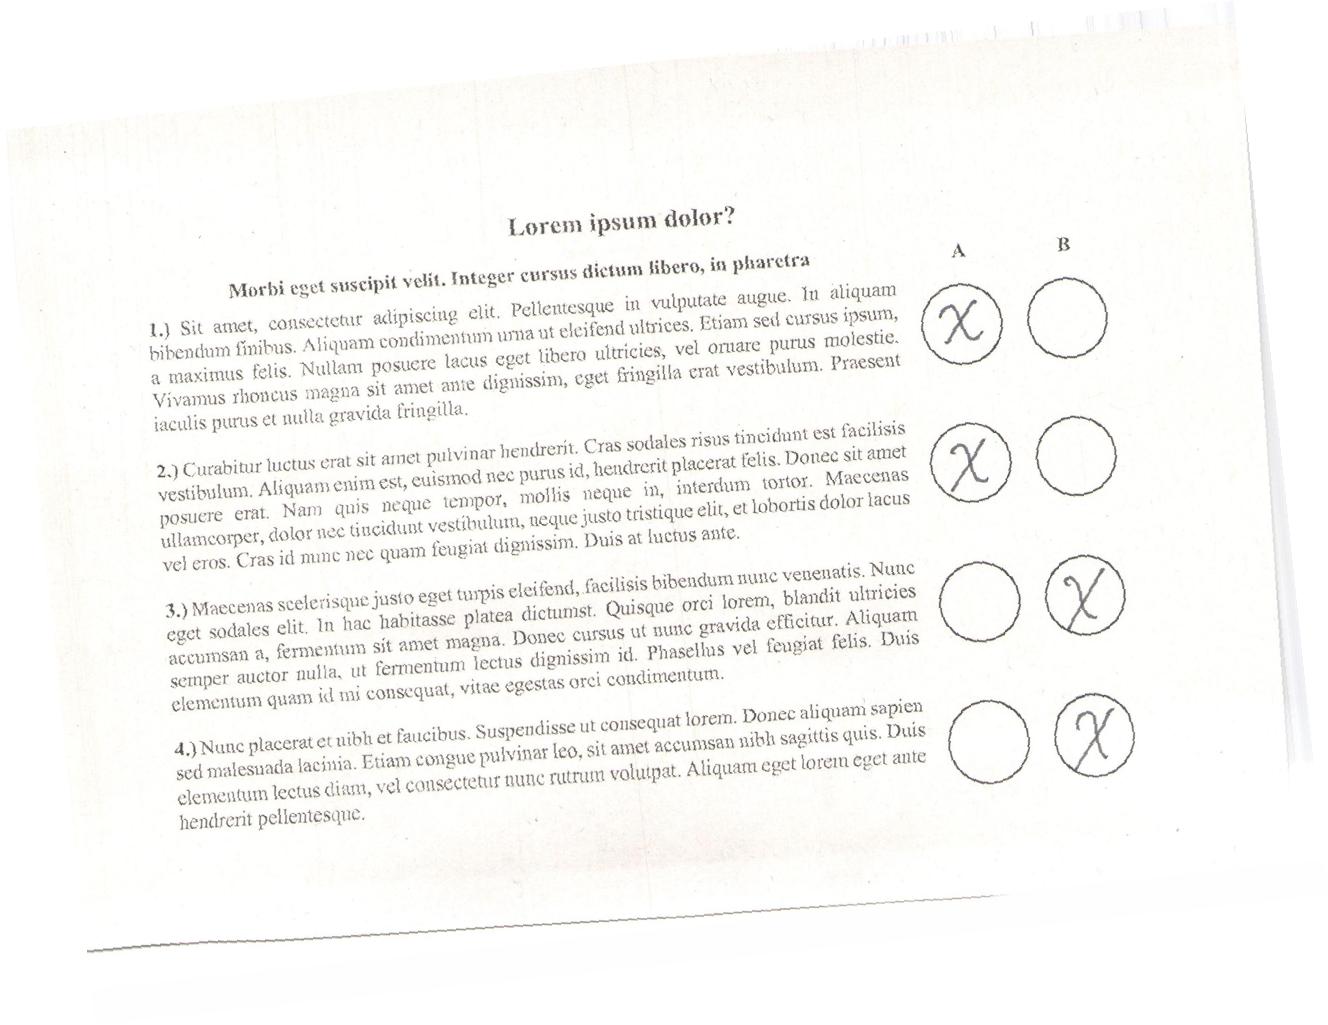 Lorem ipsum dolor?
A B
Morbi eget suscipit velit. Integer cursus dictum libero, in pharetra
1.) Sit amet, consectetur adipiscing elit. Pellentesque in vulputate augue. In aliquam
bibendum finibus. Aliquam condimentum urna ut eleifend ultrices. Etiam sed cursus ipsum,
a maximus felis. Nullam posuere lacus eget libero ultricies, vel ornare purus molestie.
Vivamus rhoncus magna sit amet ante dignissim, eget fringilla erat vestibulum. Praesent
iaculis purus et nulla gravida fringilla.
X
2.) Curabitur luctus erat sit amet pulvinar hendrerit. Cras sodales risus tincidunt est facilisis
vestibulum. Aliquam enim est, euismod nec purus id, hendrerit placerat felis. Donec sit amet
posuere erat. Nam quis neque tempor, mollis neque in, interdum tortor. Maecenas
ullamcorper, dolor nec tincidunt vestibulum, neque justo tristique elit, et lobortis dolor lacus
vel eros. Cras id nunc nec quam feugiat dignissim. Duis at luctus ante.
X
3.) Maecenas scelerisque justo eget turpis eleifend, facilisis bibendum nunc venenatis. Nunc
eget sodales elit. In hac habitasse platea dictumst. Quisque orci lorem, blandit ultricies
accumsan a, fermentum sit amet magna. Donec cursus ut nunc gravida efficitur. Aliquam
semper auctor nulla, ut fermentum lectus dignissim id. Phasellus vel feugiat felis. Duis
elementum quam id mi consequat, vitae egestas orci condimentum.
X
4.) Nunc placerat et nibh et faucibus. Suspendisse ut consequat lorem. Donec aliquam sapien
sed malesuada lacinia. Etiam congue pulvinar leo, sit amet accumsan nibh sagittis quis. Duis
elementum lectus diam, vel consectetur nunc rutrum volutpat. Aliquam eget lorem eget ante
hendrerit pellentesque.
X